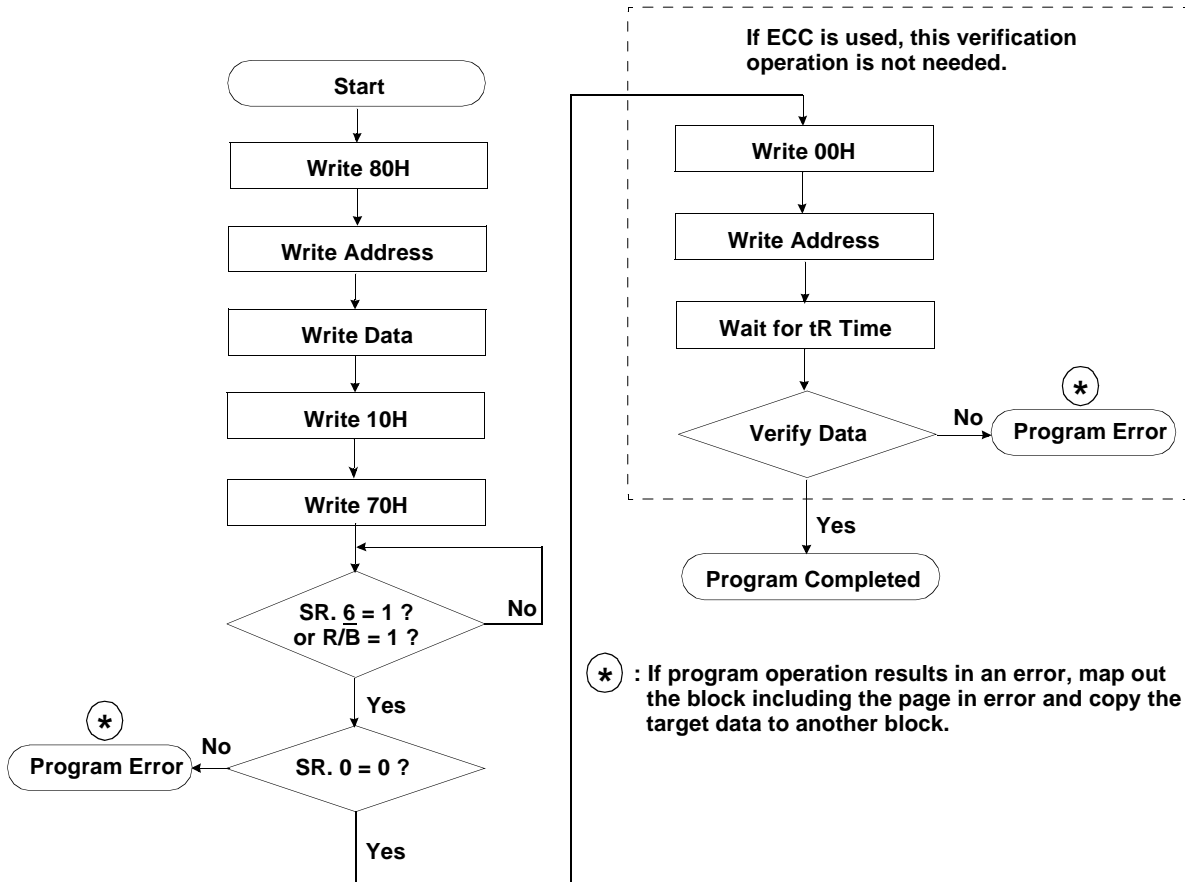 Start
Write 80H
Write Address
Write Data
Write 10H
Write 70H
SR. 6 = 1 ?
or R/B̅ = 1 ?
No
Yes
*
No
Program Error
SR. 0 = 0 ?
Yes
If ECC is used, this verification
operation is not needed.
Write 00H
Write Address
Wait for tR Time
*
Verify Data
No
Program Error
Yes
Program Completed
* : If program operation results in an error, map out
the block including the page in error and copy the
target data to another block.